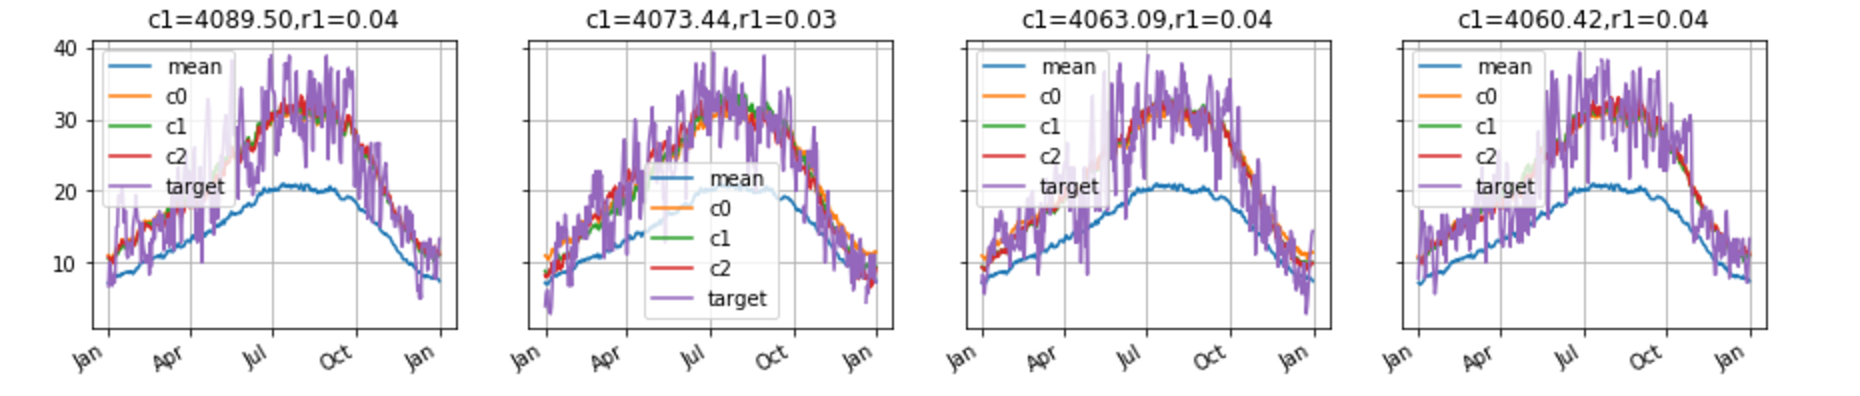 c1=4089.50,r1=0.04
40
30
20
10
mean
c0
c1
c2
target
Jan
Apr
Jul
Oct
Jan
c1=4073.44,r1=0.03
mean
c0
c1
c2
target
Jan
Apr
Jul
Oct
Jan
c1=4063.09,r1=0.04
mean
c0
c1
c2
target
Jan
Apr
Jul
Oct
Jan
c1=4060.42,r1=0.04
mean
c0
c1
c2
target
Jan
Apr
Jul
Oct
Jan